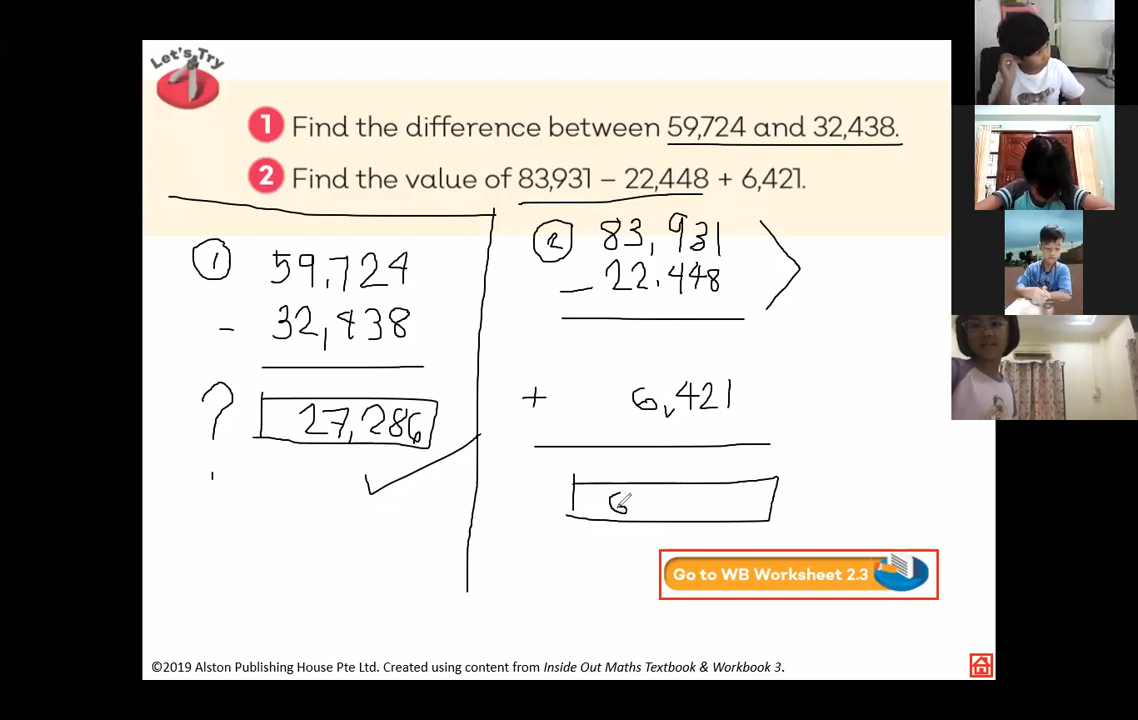 Let's Try
1 Find the difference between 59,724 and 32,438.
2 Find the value of 83,931 – 22,448 + 6,421.
1
59,724
- 32,438
? 27,286
2
83,931
- 22,448
+ 6,421
6
Go to WB Worksheet 2.3
©2019 Alston Publishing House Pte Ltd. Created using content from Inside Out Maths Textbook & Workbook 3.